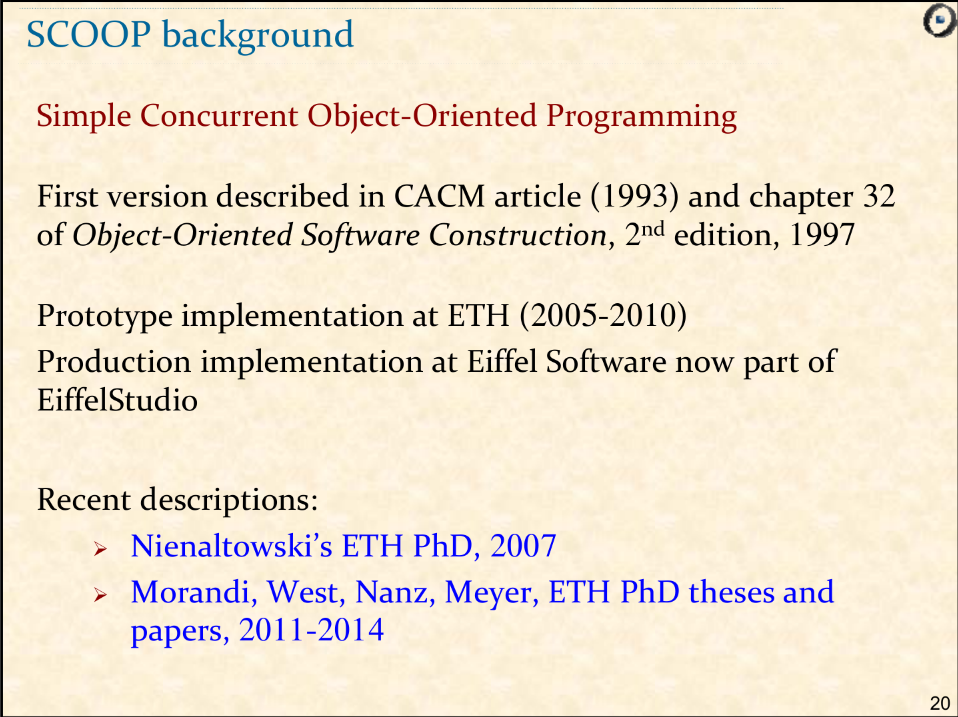 SCOOP background
Simple Concurrent Object-Oriented Programming
First version described in CACM article (1993) and chapter 32
of Object-Oriented Software Construction, 2nd edition, 1997
Prototype implementation at ETH (2005-2010)
Production implementation at Eiffel Software now part of
EiffelStudio
Recent descriptions:
➢ Nienaltowski’s ETH PhD, 2007
➢ Morandi, West, Nanz, Meyer, ETH PhD theses and
papers, 2011-2014
20